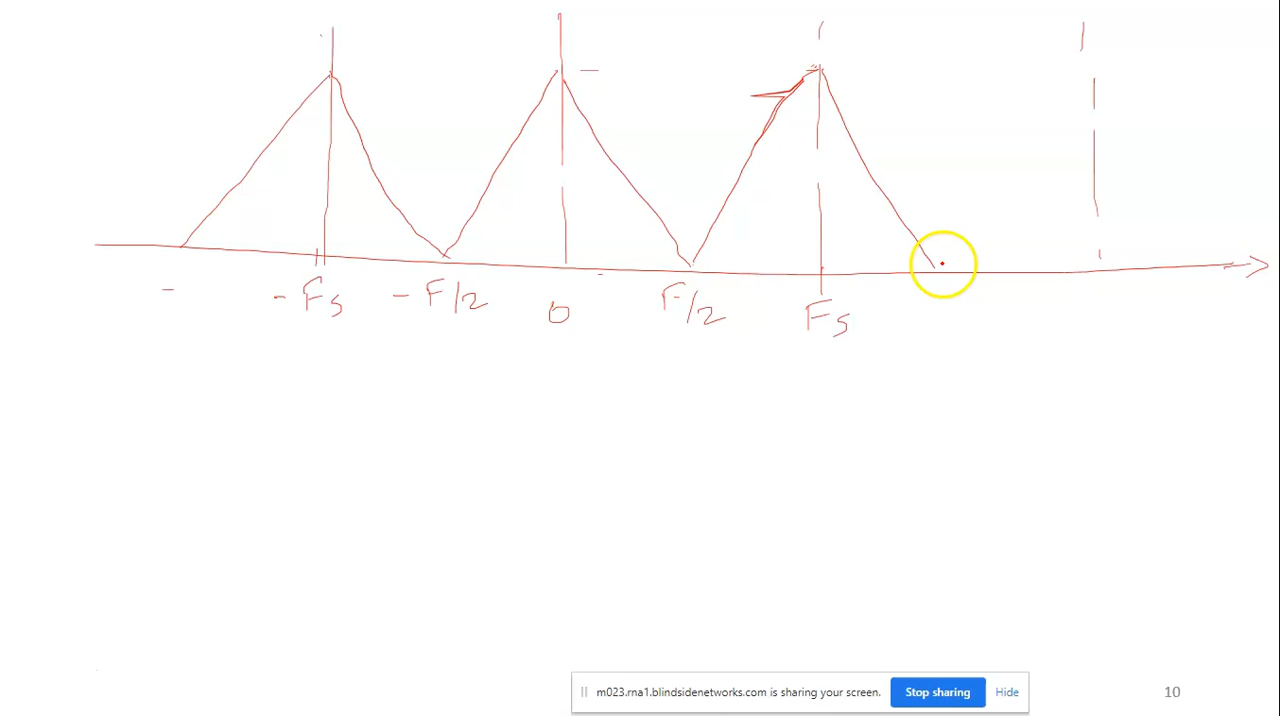 - Fs - F/2 0 F/2 Fs
m023.rna1.blindsidenetworks.com is sharing your screen. Stop sharing Hide
10